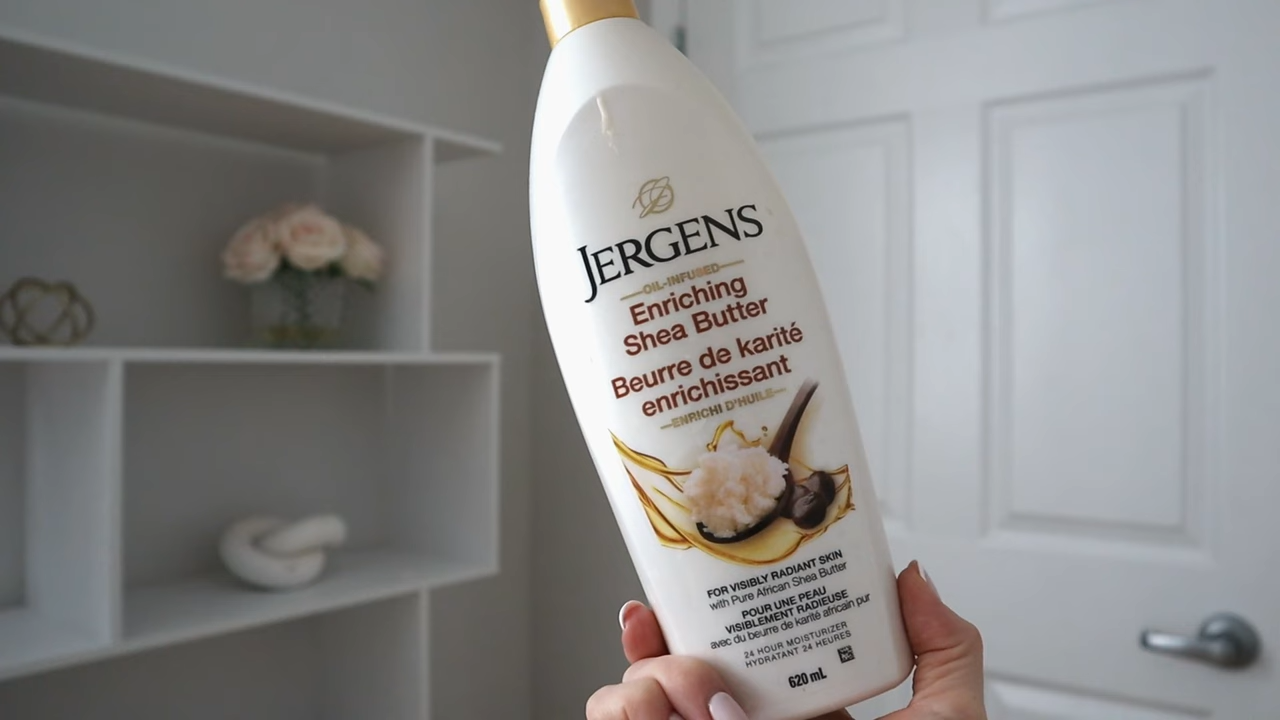 JERGENS
OIL-INFUSED
Enriching
Shea Butter
Beurre de karité
enrichissant
ENRICHI D'HUILE
FOR VISIBLY RADIANT SKIN
with Pure African Shea Butter
POUR UNE PEAU
VISIBLEMENT RADIEUSE
avec du beurre de karité africain pur
24 HOUR MOISTURIZER
HYDRATANT 24 HEURES
620 mL